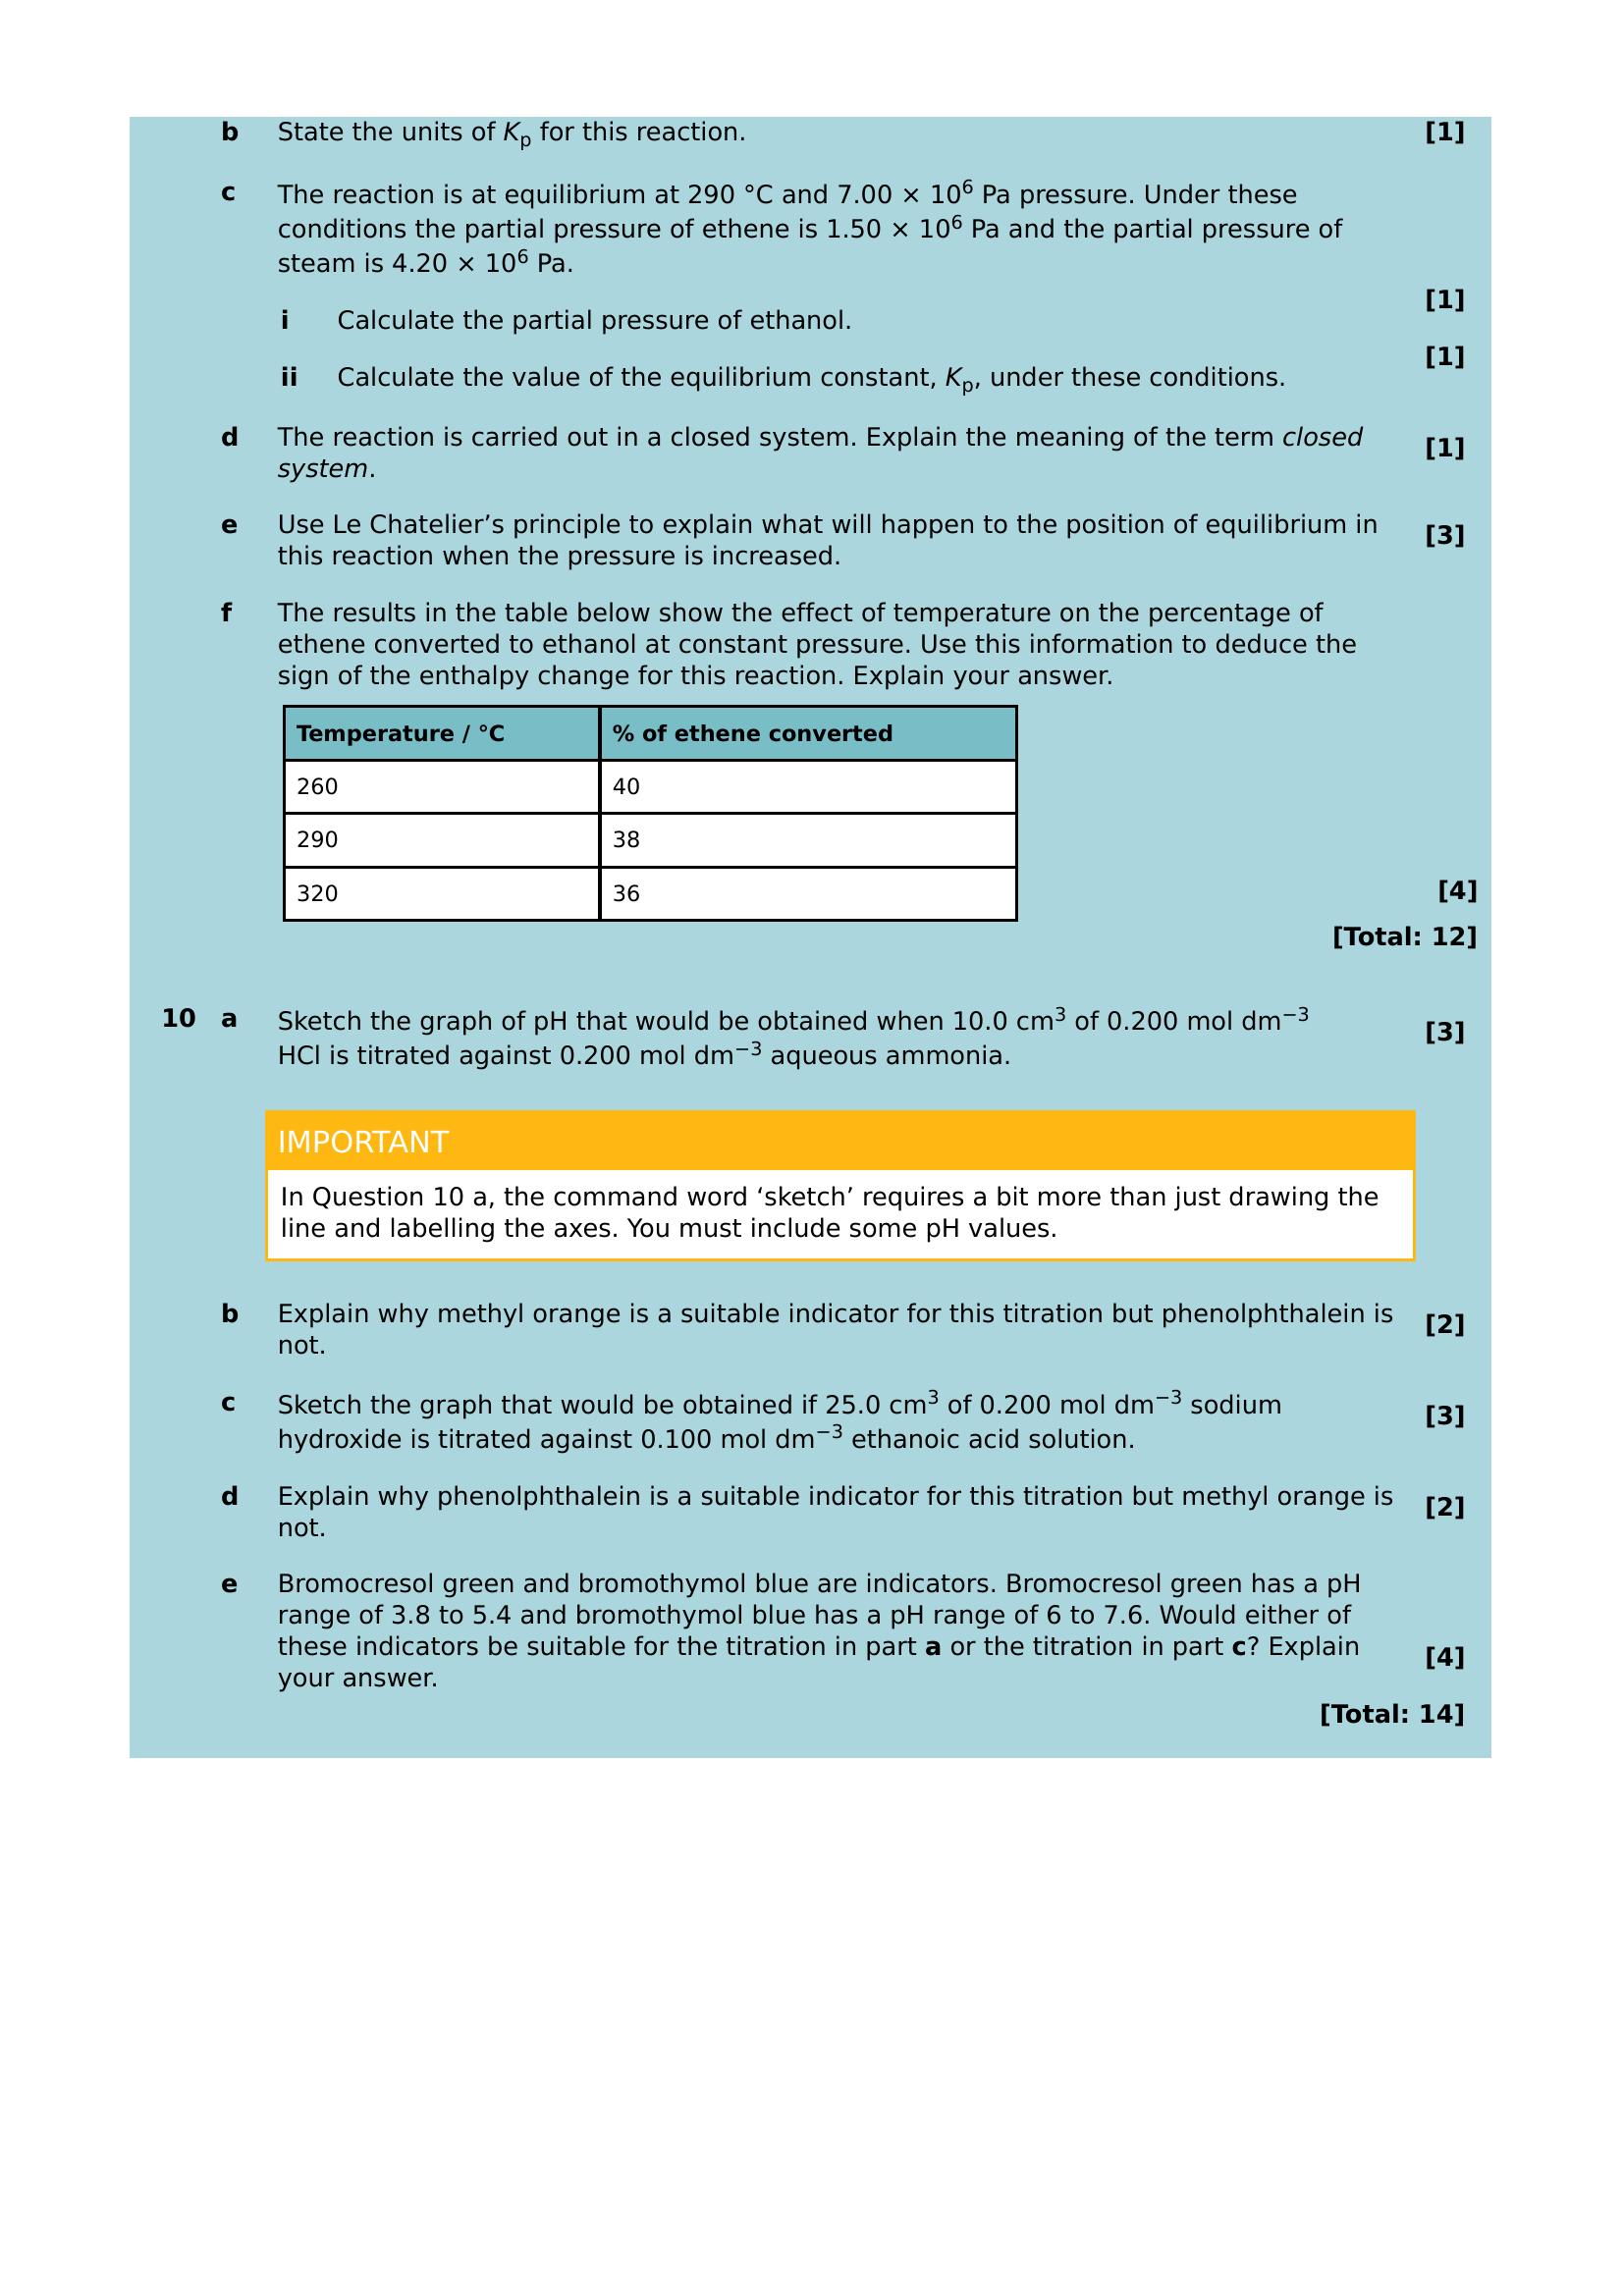 b State the units of Kp for this reaction. [1]
c The reaction is at equilibrium at 290 °C and 7.00 × 10⁶ Pa pressure. Under these
conditions the partial pressure of ethene is 1.50 × 10⁶ Pa and the partial pressure of
steam is 4.20 × 10⁶ Pa.
i Calculate the partial pressure of ethanol. [1]
ii Calculate the value of the equilibrium constant, Kp, under these conditions. [1]
d The reaction is carried out in a closed system. Explain the meaning of the term closed
system. [1]
e Use Le Chatelier’s principle to explain what will happen to the position of equilibrium in
this reaction when the pressure is increased. [3]
f The results in the table below show the effect of temperature on the percentage of
ethene converted to ethanol at constant pressure. Use this information to deduce the
sign of the enthalpy change for this reaction. Explain your answer.
Temperature / °C % of ethene converted
260 40
290 38
320 36
[4]
[Total: 12]
10 a Sketch the graph of pH that would be obtained when 10.0 cm³ of 0.200 mol dm⁻³
HCl is titrated against 0.200 mol dm⁻³ aqueous ammonia. [3]
IMPORTANT
In Question 10 a, the command word ‘sketch’ requires a bit more than just drawing the
line and labelling the axes. You must include some pH values.
b Explain why methyl orange is a suitable indicator for this titration but phenolphthalein is
not. [2]
c Sketch the graph that would be obtained if 25.0 cm³ of 0.200 mol dm⁻³ sodium
hydroxide is titrated against 0.100 mol dm⁻³ ethanoic acid solution. [3]
d Explain why phenolphthalein is a suitable indicator for this titration but methyl orange is
not. [2]
e Bromocresol green and bromothymol blue are indicators. Bromocresol green has a pH
range of 3.8 to 5.4 and bromothymol blue has a pH range of 6 to 7.6. Would either of
these indicators be suitable for the titration in part a or the titration in part c? Explain
your answer. [4]
[Total: 14]